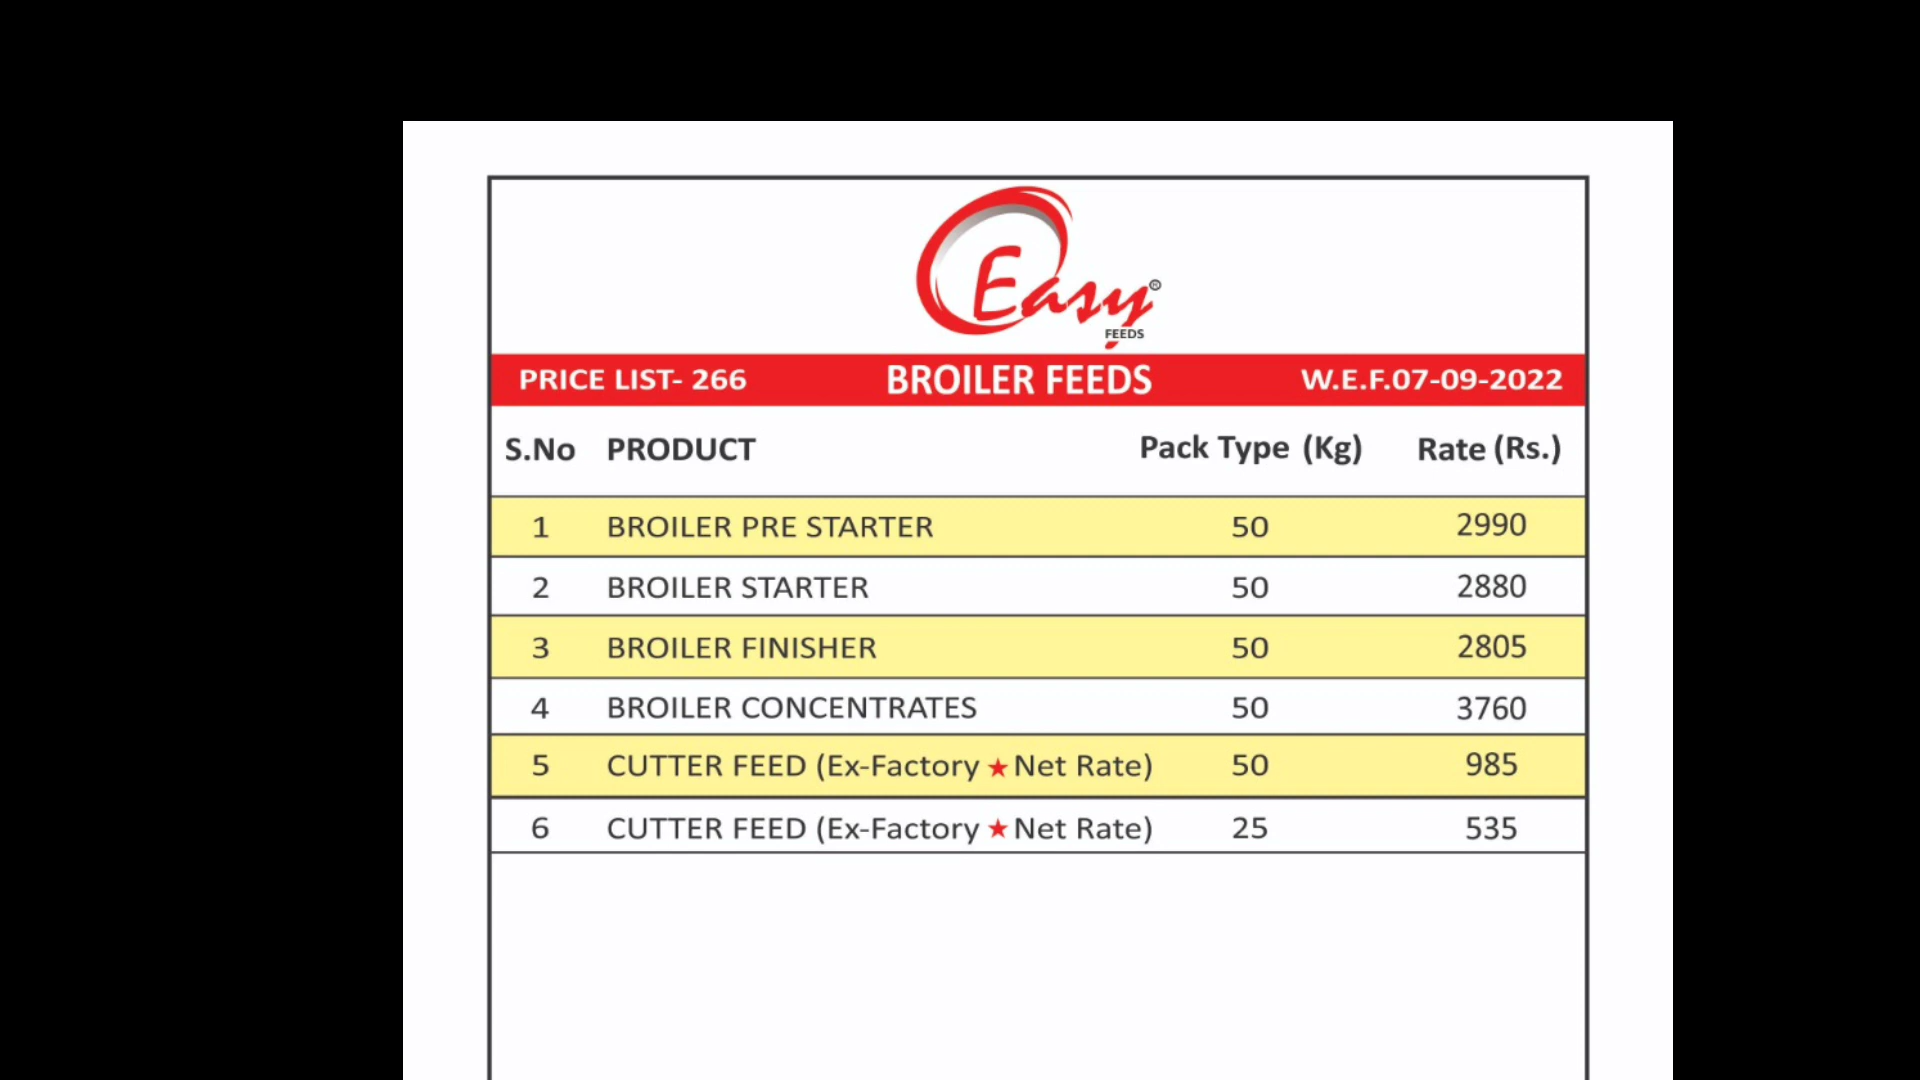 Easy®
FEEDS
PRICE LIST- 266 BROILER FEEDS W.E.F.07-09-2022
S.No PRODUCT Pack Type (Kg) Rate (Rs.)
1 BROILER PRE STARTER 50 2990
2 BROILER STARTER 50 2880
3 BROILER FINISHER 50 2805
4 BROILER CONCENTRATES 50 3760
5 CUTTER FEED (Ex-Factory ★ Net Rate) 50 985
6 CUTTER FEED (Ex-Factory ★ Net Rate) 25 535